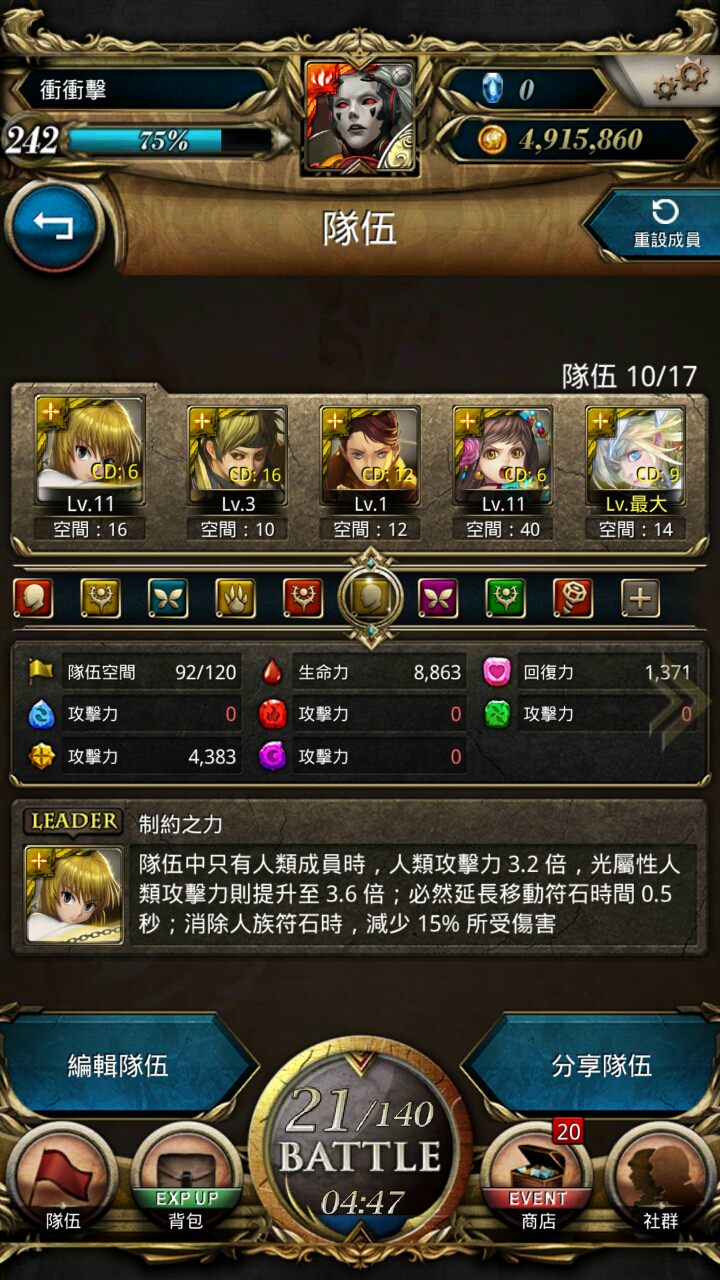 衝衝擊
0
242
75%
4,915,860
隊伍
重設成員
隊伍 10/17
CD: 6
CD: 16
CD: 12
CD: 6
CD: 9
Lv.11
Lv.3
Lv.1
Lv.11
Lv.最大
空間：16
空間：10
空間：12
空間：40
空間：14
隊伍空間 92/120
生命力 8,863
回復力 1,371
攻擊力 0
攻擊力 0
攻擊力 0
攻擊力 4,383
攻擊力 0
LEADER 制約之力
隊伍中只有人類成員時，人類攻擊力 3.2 倍，光屬性人
類攻擊力則提升至 3.6 倍；必然延長移動符石時間 0.5
秒；消除人族符石時，減少 15% 所受傷害
編輯隊伍
分享隊伍
21/140
BATTLE
04:47
20
EXP UP
EVENT
隊伍
背包
商店
社群